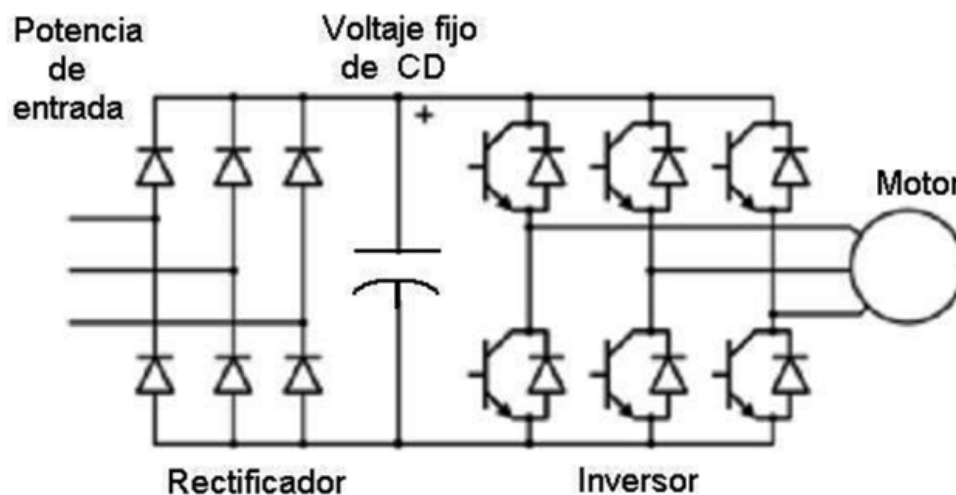 Potencia
de
entrada
Voltaje fijo
de CD
+
Motor
Rectificador
Inversor